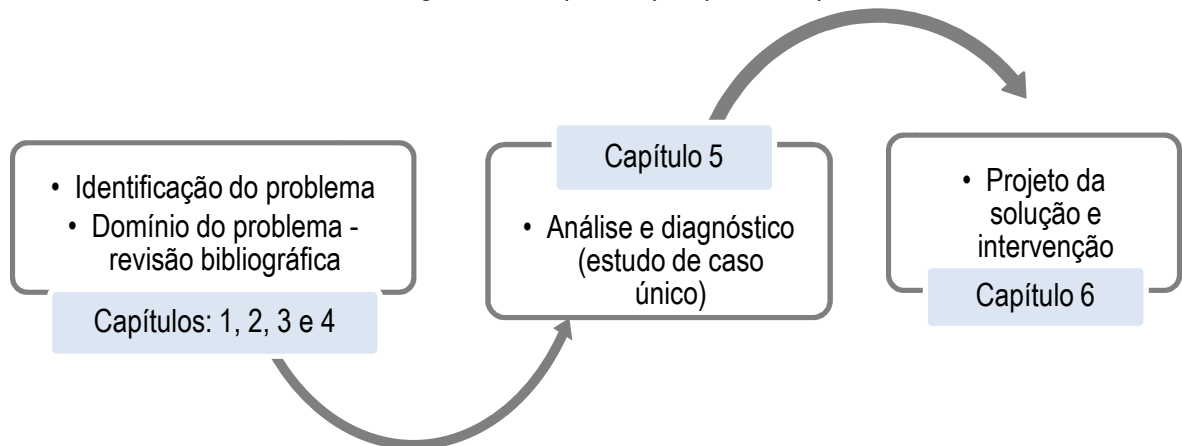 • Identificação do problema
• Domínio do problema -
revisão bibliográfica
Capítulos: 1, 2, 3 e 4
Capítulo 5
• Análise e diagnóstico
(estudo de caso
único)
• Projeto da
solução e
intervenção
Capítulo 6